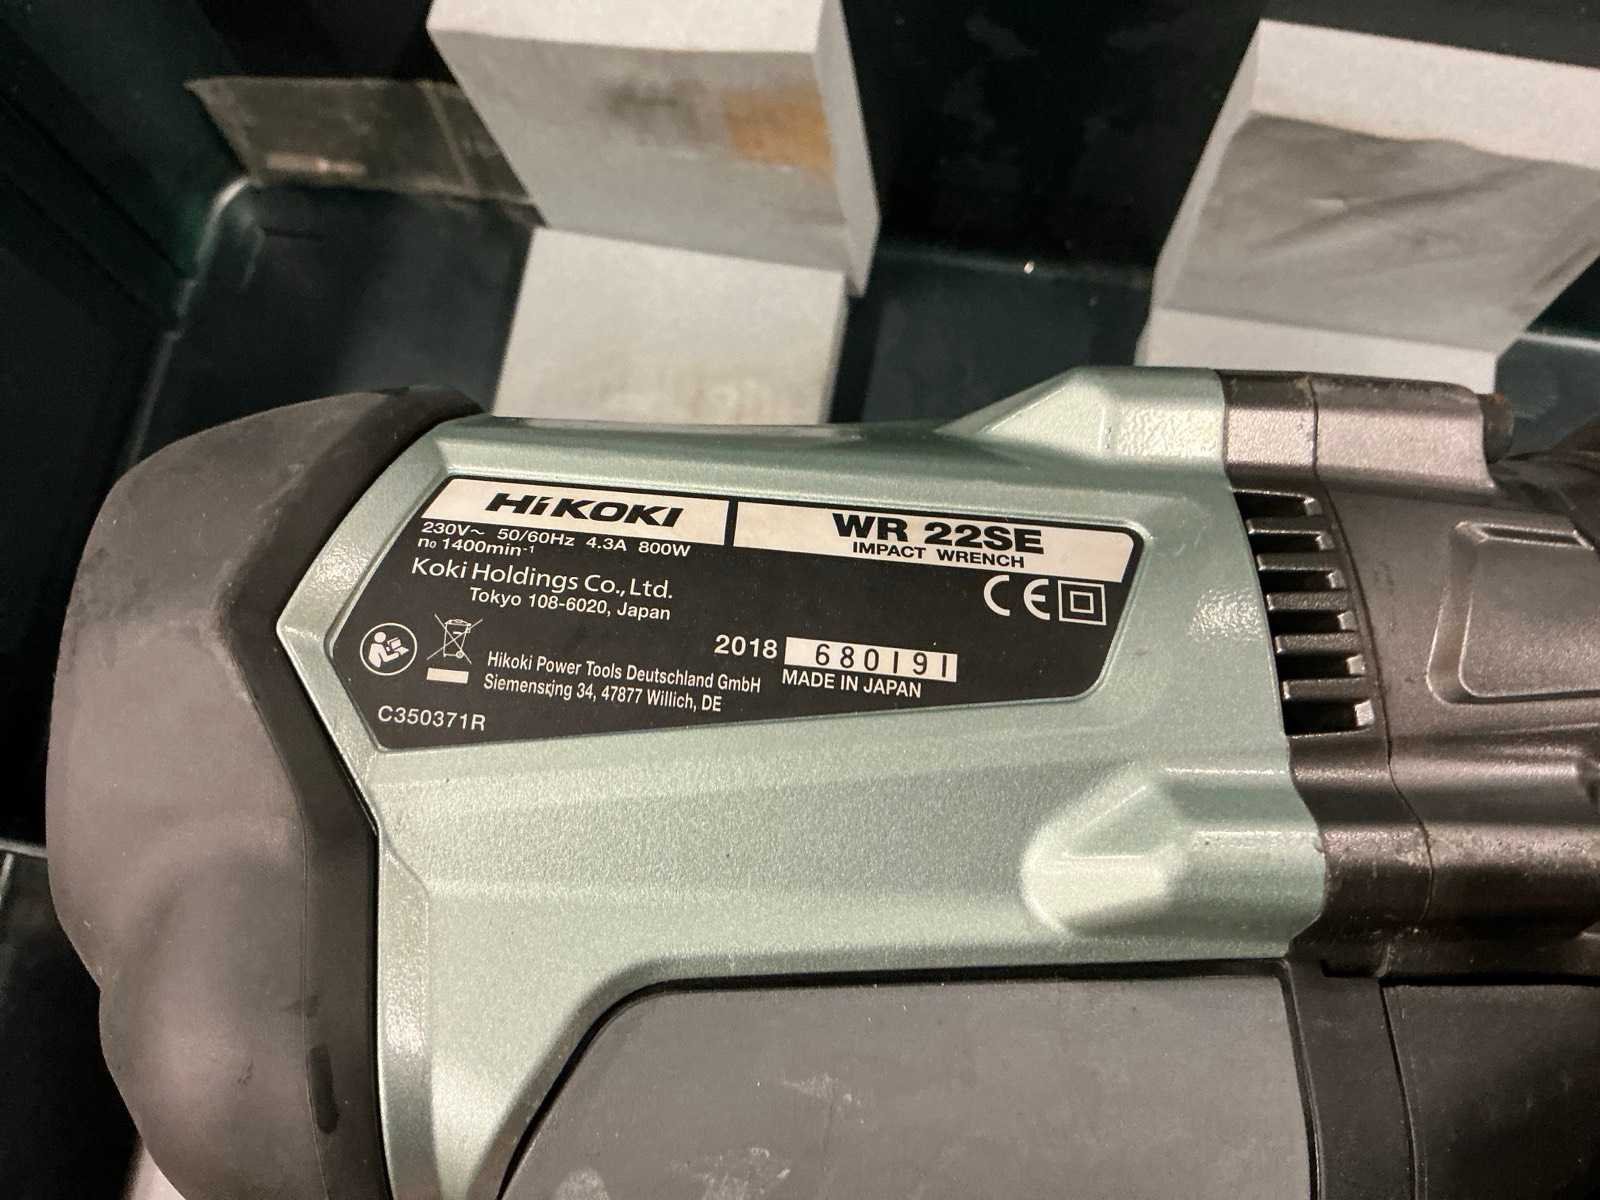 HiKOKI
230V~ 50/60Hz 4.3A 800W
n₀ 1400min⁻¹
Koki Holdings Co., Ltd.
Tokyo 108-6020, Japan
WR 22SE
IMPACT WRENCH
CE
2018 680191
MADE IN JAPAN
Hikoki Power Tools Deutschland GmbH
Siemensring 34, 47877 Willich, DE
C350371R